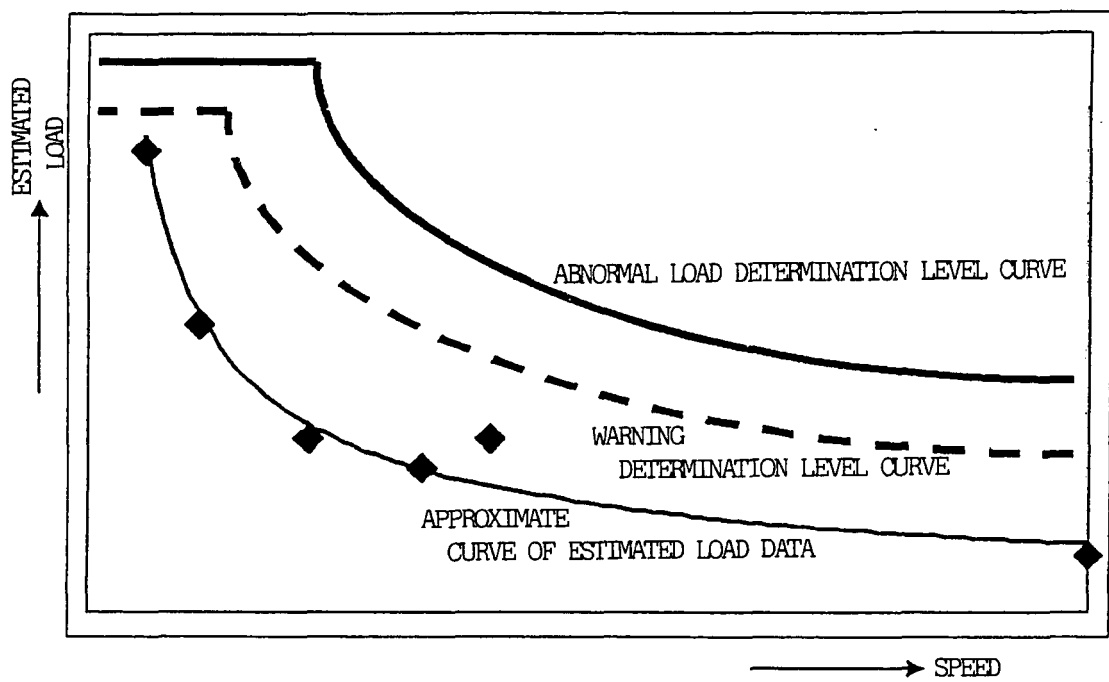 ESTIMATED
LOAD
ABNORMAL LOAD DETERMINATION LEVEL CURVE
WARNING
DETERMINATION LEVEL CURVE
APPROXIMATE
CURVE OF ESTIMATED LOAD DATA
SPEED